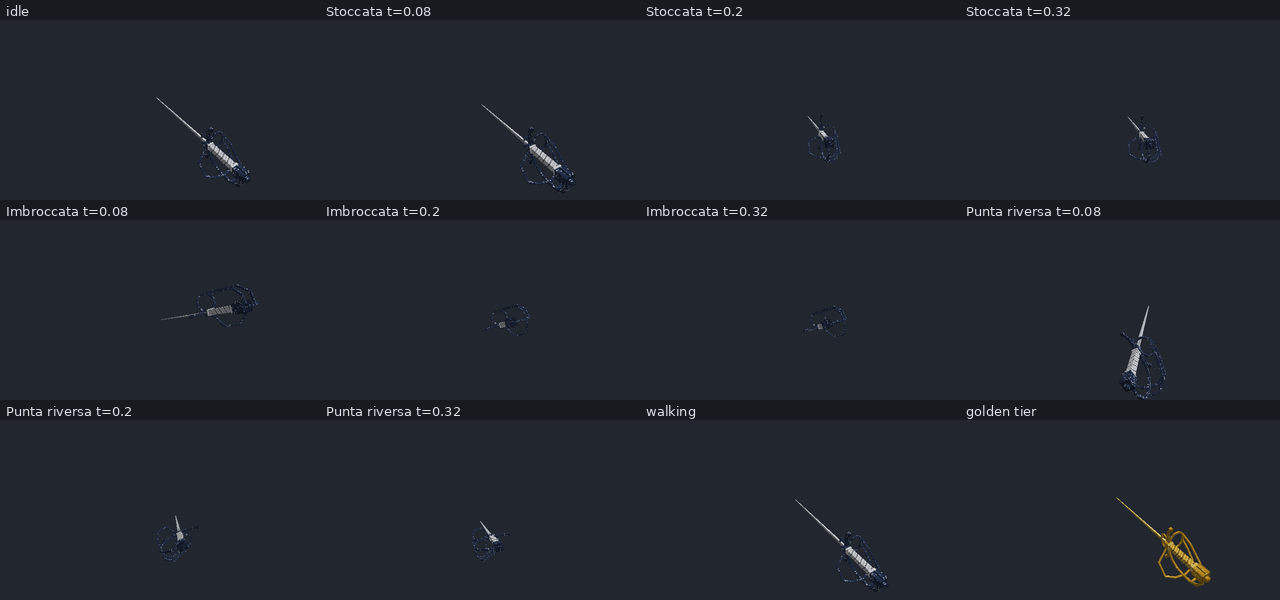 idle
Stoccata t=0.08
Stoccata t=0.2
Stoccata t=0.32
Imbroccata t=0.08
Imbroccata t=0.2
Imbroccata t=0.32
Punta riversa t=0.08
Punta riversa t=0.2
Punta riversa t=0.32
walking
golden tier